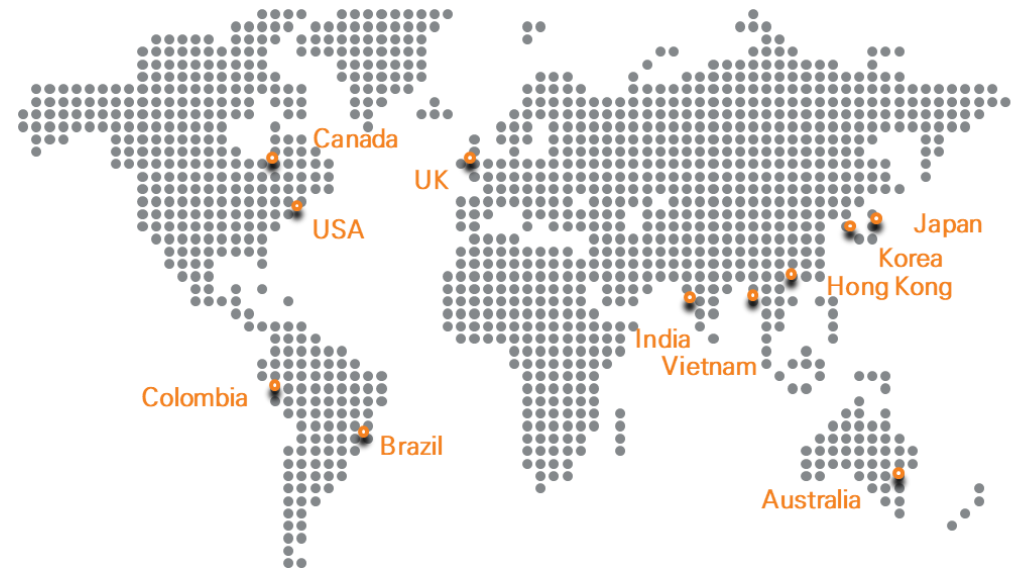 Canada
UK
USA
Japan
Korea
Hong Kong
India
Vietnam
Colombia
Brazil
Australia